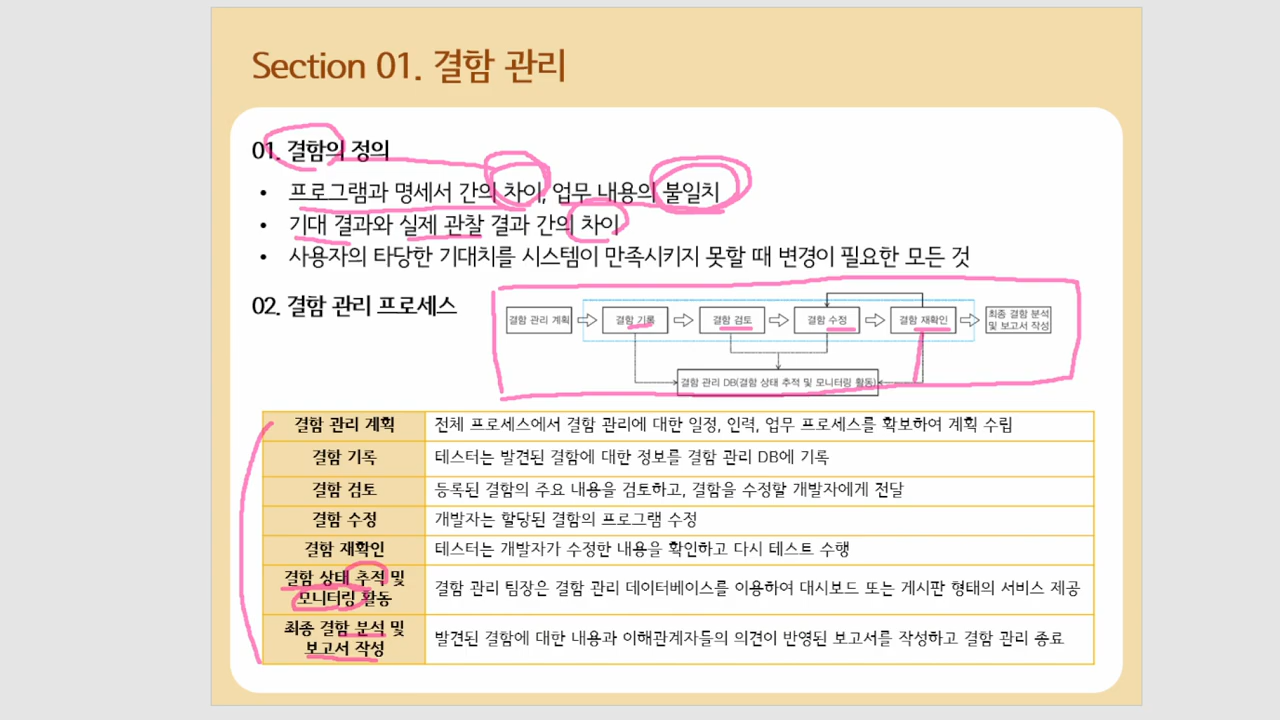 Section 01. 결함 관리
01. 결함의 정의
• 프로그램과 명세서 간의 차이, 업무 내용의 불일치
• 기대 결과와 실제 관찰 결과 간의 차이
• 사용자의 타당한 기대치를 시스템이 만족시키지 못할 때 변경이 필요한 모든 것
02. 결함 관리 프로세스
결함 관리 계획
결함 기록
결함 검토
결함 수정
결함 재확인
최종 결함 분석
및 보고서 작성
결함 관리 DB(결함 상태 추적 및 모니터링 활동)
결함 관리 계획 전체 프로세스에서 결함 관리에 대한 일정, 인력, 업무 프로세스를 확보하여 계획 수립
결함 기록 테스터는 발견된 결함에 대한 정보를 결함 관리 DB에 기록
결함 검토 등록된 결함의 주요 내용을 검토하고, 결함을 수정할 개발자에게 전달
결함 수정 개발자는 할당된 결함의 프로그램 수정
결함 재확인 테스터는 개발자가 수정한 내용을 확인하고 다시 테스트 수행
결함 상태 추적 및
모니터링 활동
결함 관리 팀장은 결함 관리 데이터베이스를 이용하여 대시보드 또는 게시판 형태의 서비스 제공
최종 결함 분석 및
보고서 작성
발견된 결함에 대한 내용과 이해관계자들의 의견이 반영된 보고서를 작성하고 결함 관리 종료